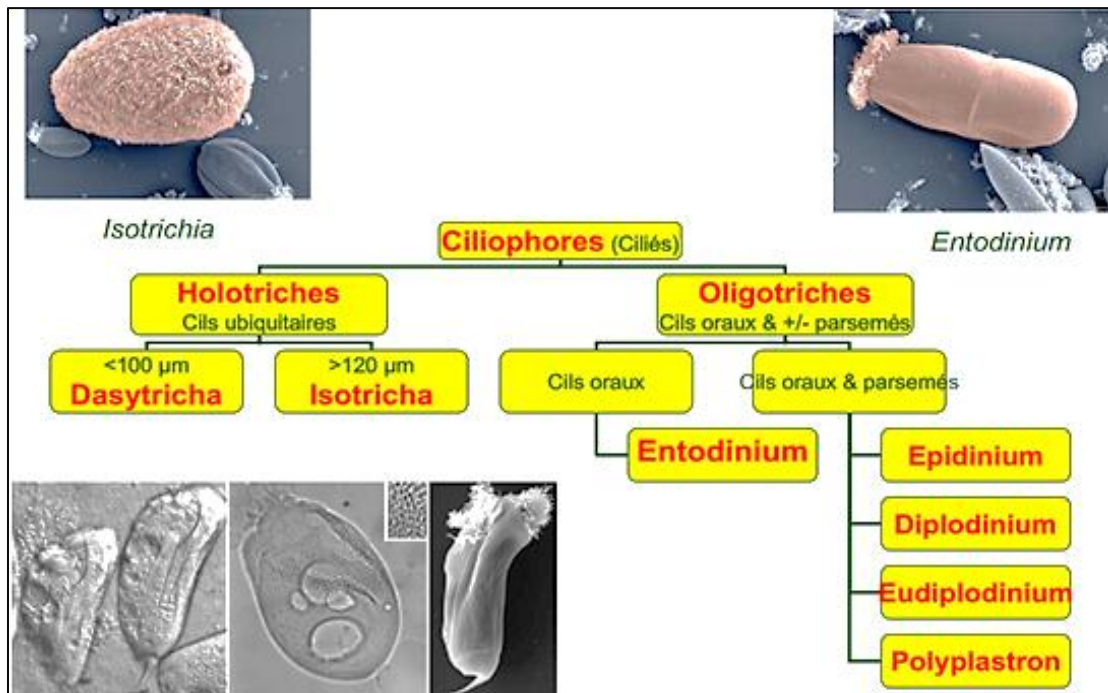 Isotrichia
Entodinium
Ciliophores (Ciliés)
Holotriches
Cils ubiquitaires
Oligotriches
Cils oraux & +/- parsemés
<100 µm
Dasytricha
>120 µm
Isotricha
Cils oraux
Cils oraux & parsemés
Entodinium
Epidinium
Diplodinium
Eudiplodinium
Polyplastron